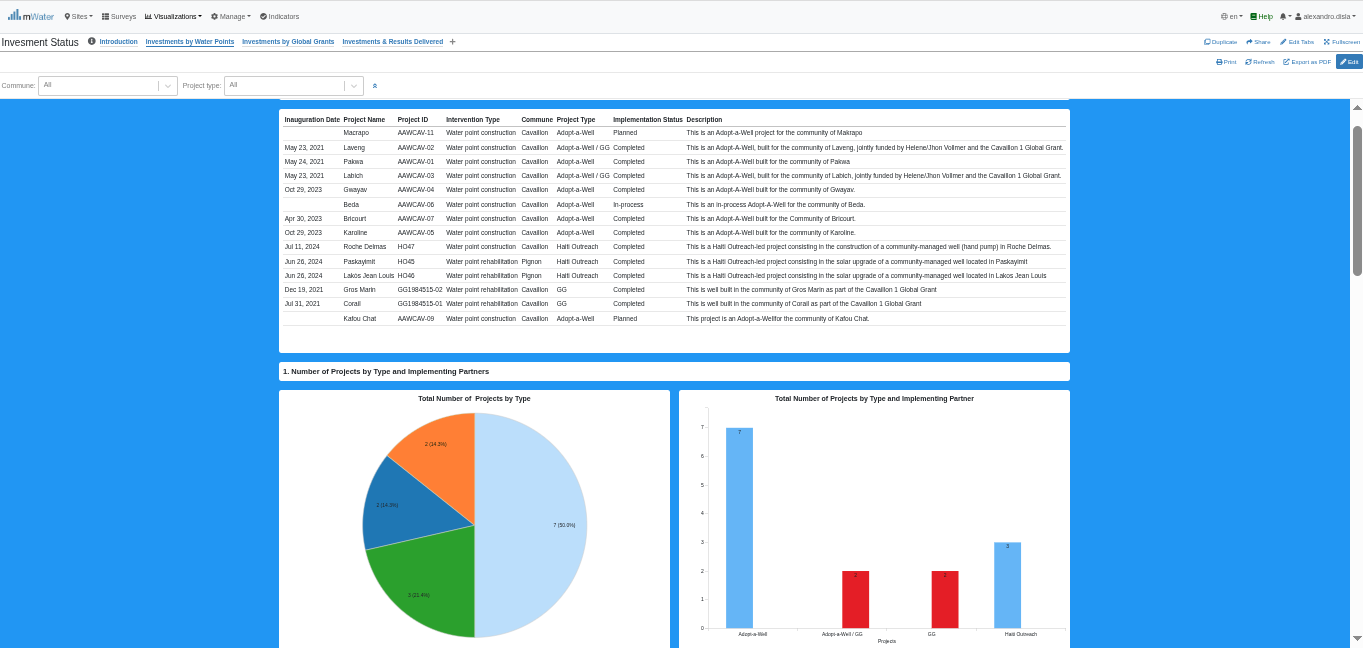 mWater Sites Surveys Visualizations Manage Indicators en Help alexandro.disla
Invesment Status Introduction Investments by Water Points Investments by Global Grants Investments & Results Delivered + Duplicate Share Edit Tabs Fullscreen
Print Refresh Export as PDF Edit
Commune: All Project type: All
Inauguration Date Project Name Project ID Intervention Type Commune Project Type Implementation Status Description
Macrapo AAWCAV-11 Water point construction Cavaillon Adopt-a-Well Planned This is an Adopt-a-Well project for the community of Makrapo
May 23, 2021 Laveng AAWCAV-02 Water point construction Cavaillon Adopt-a-Well / GG Completed This is an Adopt-A-Well, built for the community of Laveng, jointly funded by Helene/Jhon Vollmer and the Cavaillon 1 Global Grant.
May 24, 2021 Pakwa AAWCAV-01 Water point construction Cavaillon Adopt-a-Well Completed This is an Adopt-A-Well built for the community of Pakwa
May 23, 2021 Labich AAWCAV-03 Water point construction Cavaillon Adopt-a-Well / GG Completed This is an Adopt-A-Well, built for the community of Labich, jointly funded by Helene/Jhon Vollmer and the Cavaillon 1 Global Grant.
Oct 29, 2023 Gwayav AAWCAV-04 Water point construction Cavaillon Adopt-a-Well Completed This is an Adopt-A-Well built for the community of Gwayav.
Beda AAWCAV-06 Water point construction Cavaillon Adopt-a-Well In-process This is an in-process Adopt-A-Well for the community of Beda.
Apr 30, 2023 Bricourt AAWCAV-07 Water point construction Cavaillon Adopt-a-Well Completed This is an Adopt-A-Well built for the Community of Bricourt.
Oct 29, 2023 Karoline AAWCAV-05 Water point construction Cavaillon Adopt-a-Well Completed This is an Adopt-A-Well built for the community of Karoline.
Jul 11, 2024 Roche Delmas HO47 Water point construction Cavaillon Haiti Outreach Completed This is a Haiti Outreach-led project consisting in the construction of a community-managed well (hand pump) in Roche Delmas.
Jun 26, 2024 Paskayimit HO45 Water point rehabilitation Pignon Haiti Outreach Completed This is a Haiti Outreach-led project consisting in the solar upgrade of a community-managed well located in Paskayimit
Jun 26, 2024 Lakòs Jean Louis HO46 Water point rehabilitation Pignon Haiti Outreach Completed This is a Haiti Outreach-led project consisting in the solar upgrade of a community-managed well located in Lakos Jean Louis
Dec 19, 2021 Gros Marin GG1984515-02 Water point rehabilitation Cavaillon GG Completed This is well built in the community of Gros Marin as part of the Cavaillon 1 Global Grant
Jul 31, 2021 Corail GG1984515-01 Water point rehabilitation Cavaillon GG Completed This is well built in the community of Corail as part of the Cavaillon 1 Global Grant
Kafou Chat AAWCAV-09 Water point construction Cavaillon Adopt-a-Well Planned This project is an Adopt-a-Wellfor the community of Kafou Chat.
1. Number of Projects by Type and Implementing Partners
Total Number of Projects by Type
2 (14.3%)
2 (14.3%)
7 (50.0%)
3 (21.4%)
Total Number of Projects by Type and Implementing Partner
7
6
5
4
3
2
1
0
7
2
2
3
Adopt-a-Well Adopt-a-Well / GG GG Haiti Outreach
Projects